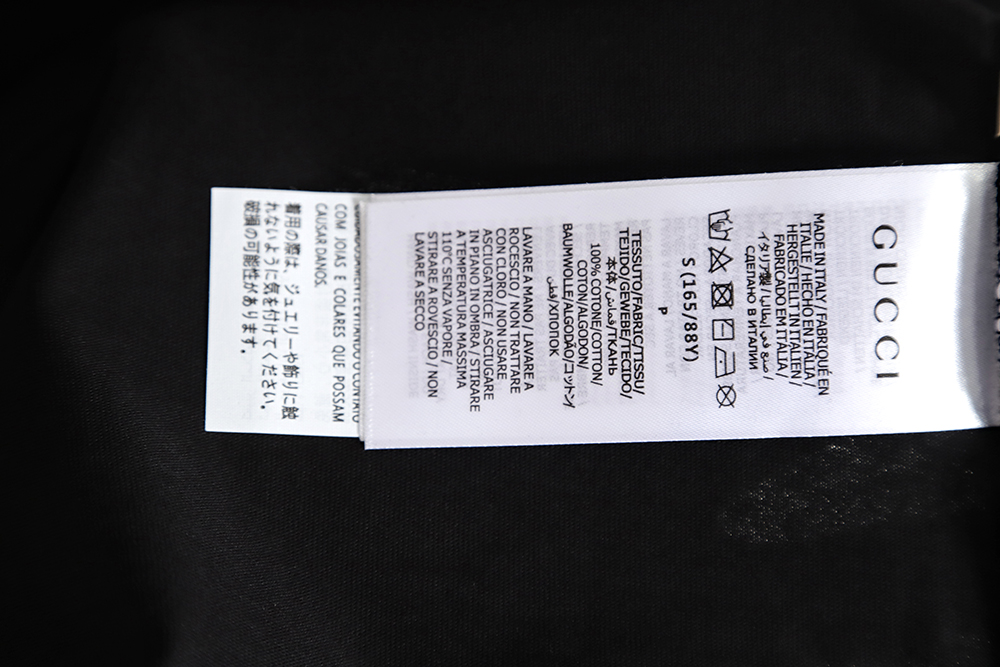 GUCCI
MADE IN ITALY / FABRIQUÉ EN
ITALIE / HECHO EN ITÁLIA /
HERGESTELLT IN ITALIEN /
FABRICADO EM ITALIA /
イタリア製 / صنع في إيطاليا /
СДЕЛАНО В ИТАЛИИ
S (165/88Y)
P
TESSUTO/FABRIC/TISSU/
TEJIDO/GEWEBE/TECIDO/
本体/قماش/ТКАНЬ
100% COTONE/COTTON/
COTON/ALGODON/
BAUMWOLLE/ALGODÃO/コットン/
قطن/ХЛОПОК
LAVARE A MANO / LAVARE A
ROCESCIO / NON TRATTARE
CON CLORO / NON USARE
ASCIUGATRICE / ASCIUGARE
IN PIANO IN OMBRA / STIRARE
A TEMPERATURA MASSIMA
110°C SENZA VAPORE /
STIRARE A ROVESCIO / NON
LAVARE A SECCO
COM JOIAS E COLARES QUE POSSAM
CAUSAR DANOS.
着用の際は、ジュエリーや飾りに触
れないように気を付けてください。
破損の可能性があります。